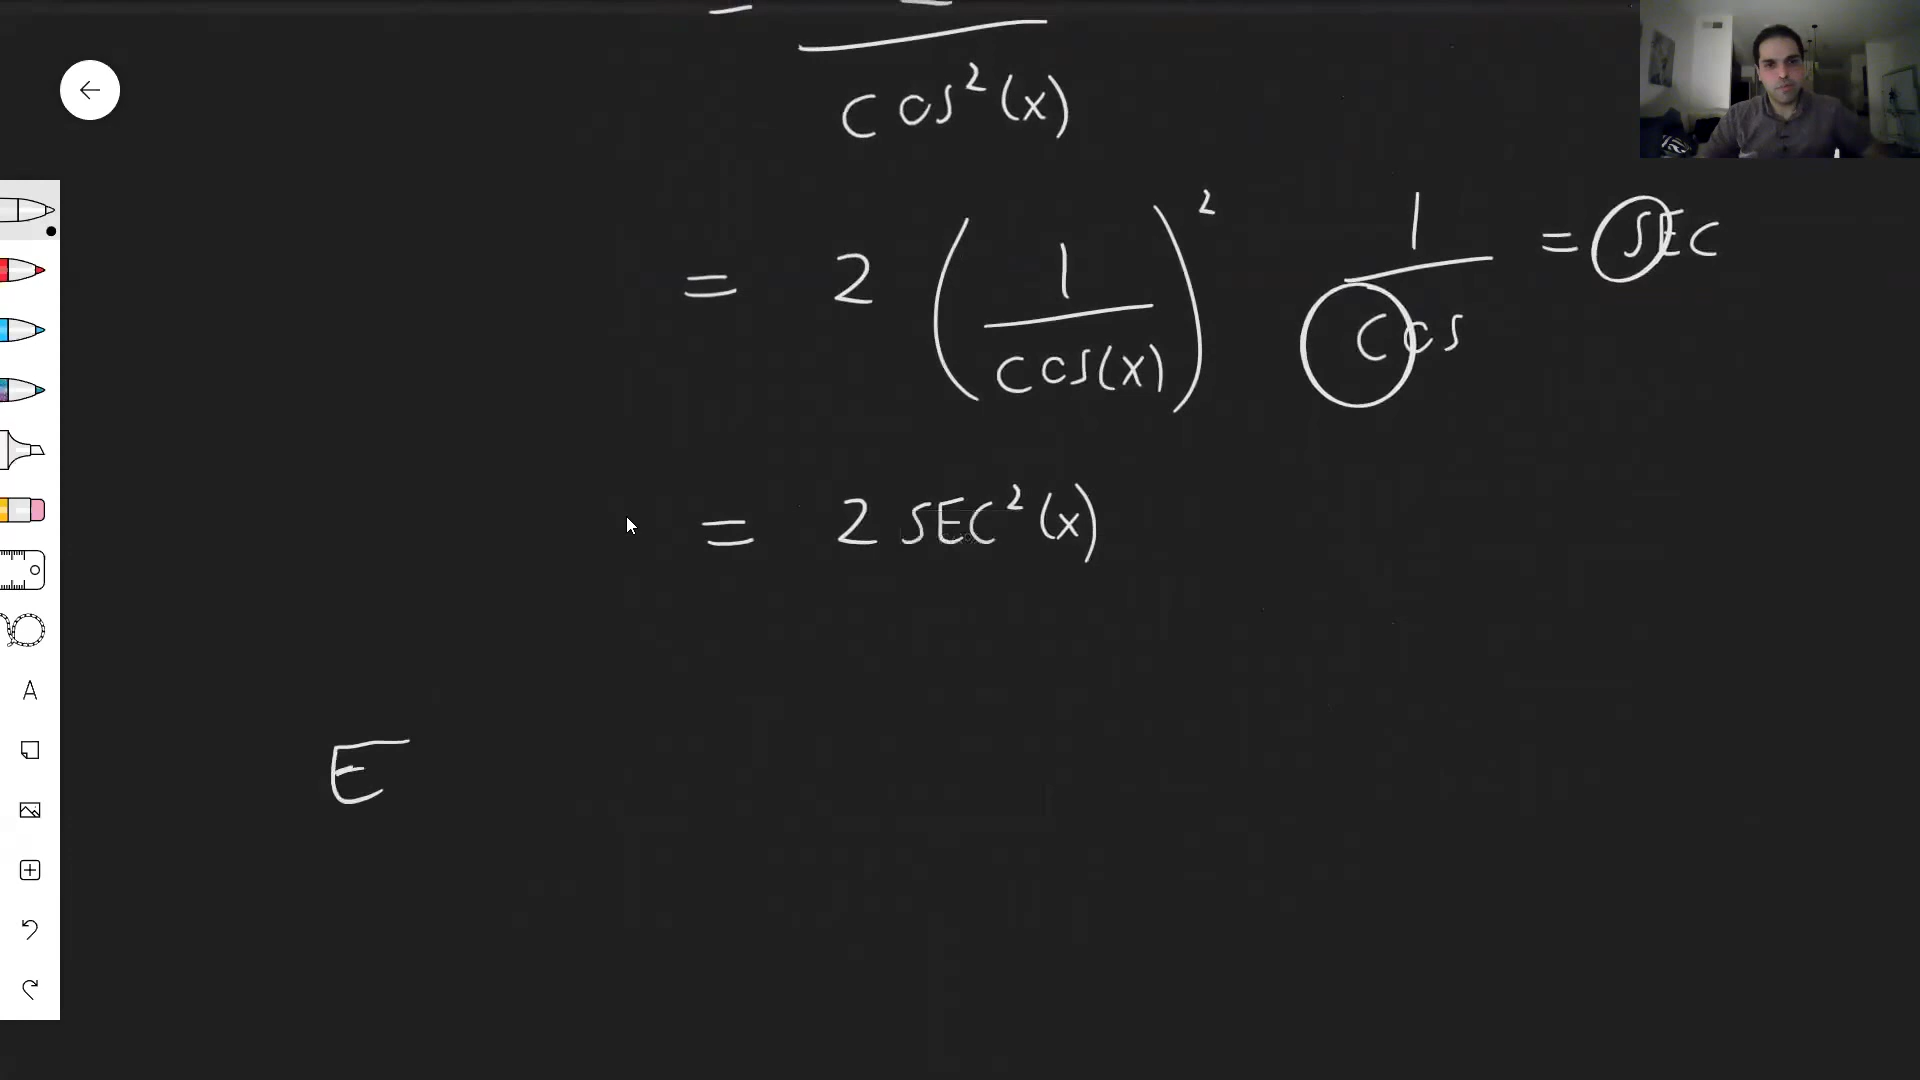 =
cos²(x)
= 2 (1/cos(x))²
1/cos = SEC
= 2 SEC²(x)
E
A